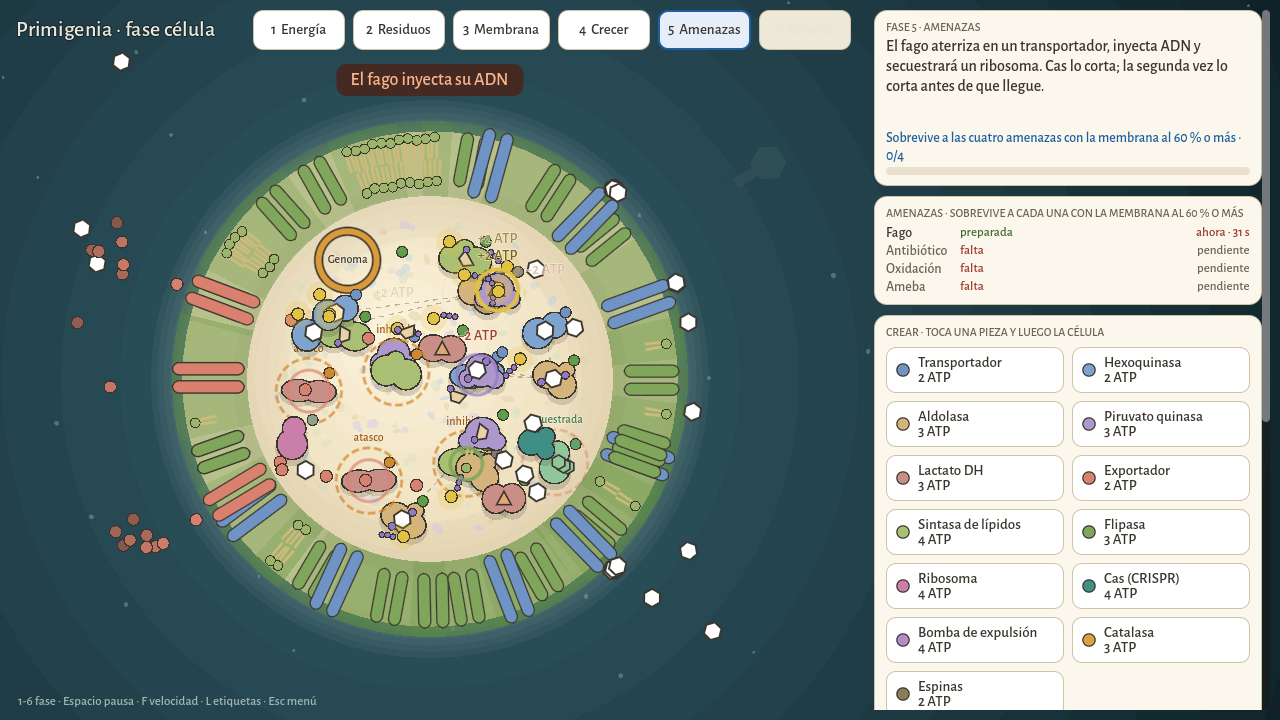 Primigenia · fase célula
1 Energía
2 Residuos
3 Membrana
4 Crecer
5 Amenazas
El fago inyecta su ADN
Genoma
+2 ATP
+2 ATP
+2 ATP
+2 ATP
2 ATP
atasco
FASE 5 · AMENAZAS
El fago aterriza en un transportador, inyecta ADN y
secuestrará un ribosoma. Cas lo corta; la segunda vez lo
corta antes de que llegue.
Sobrevive a las cuatro amenazas con la membrana al 60 % o más ·
0/4
AMENAZAS · SOBREVIVE A CADA UNA CON LA MEMBRANA AL 60 % O MÁS
Fago preparada ahora · 31 s
Antibiótico falta pendiente
Oxidación falta pendiente
Ameba falta pendiente
CREAR · TOCA UNA PIEZA Y LUEGO LA CÉLULA
Transportador
2 ATP
Hexoquinasa
2 ATP
Aldolasa
3 ATP
Piruvato quinasa
3 ATP
Lactato DH
3 ATP
Exportador
2 ATP
Sintasa de lípidos
4 ATP
Flipasa
3 ATP
Ribosoma
4 ATP
Cas (CRISPR)
4 ATP
Bomba de expulsión
4 ATP
Catalasa
3 ATP
Espinas
2 ATP
1-6 fase · Espacio pausa · F velocidad · L etiquetas · Esc menú